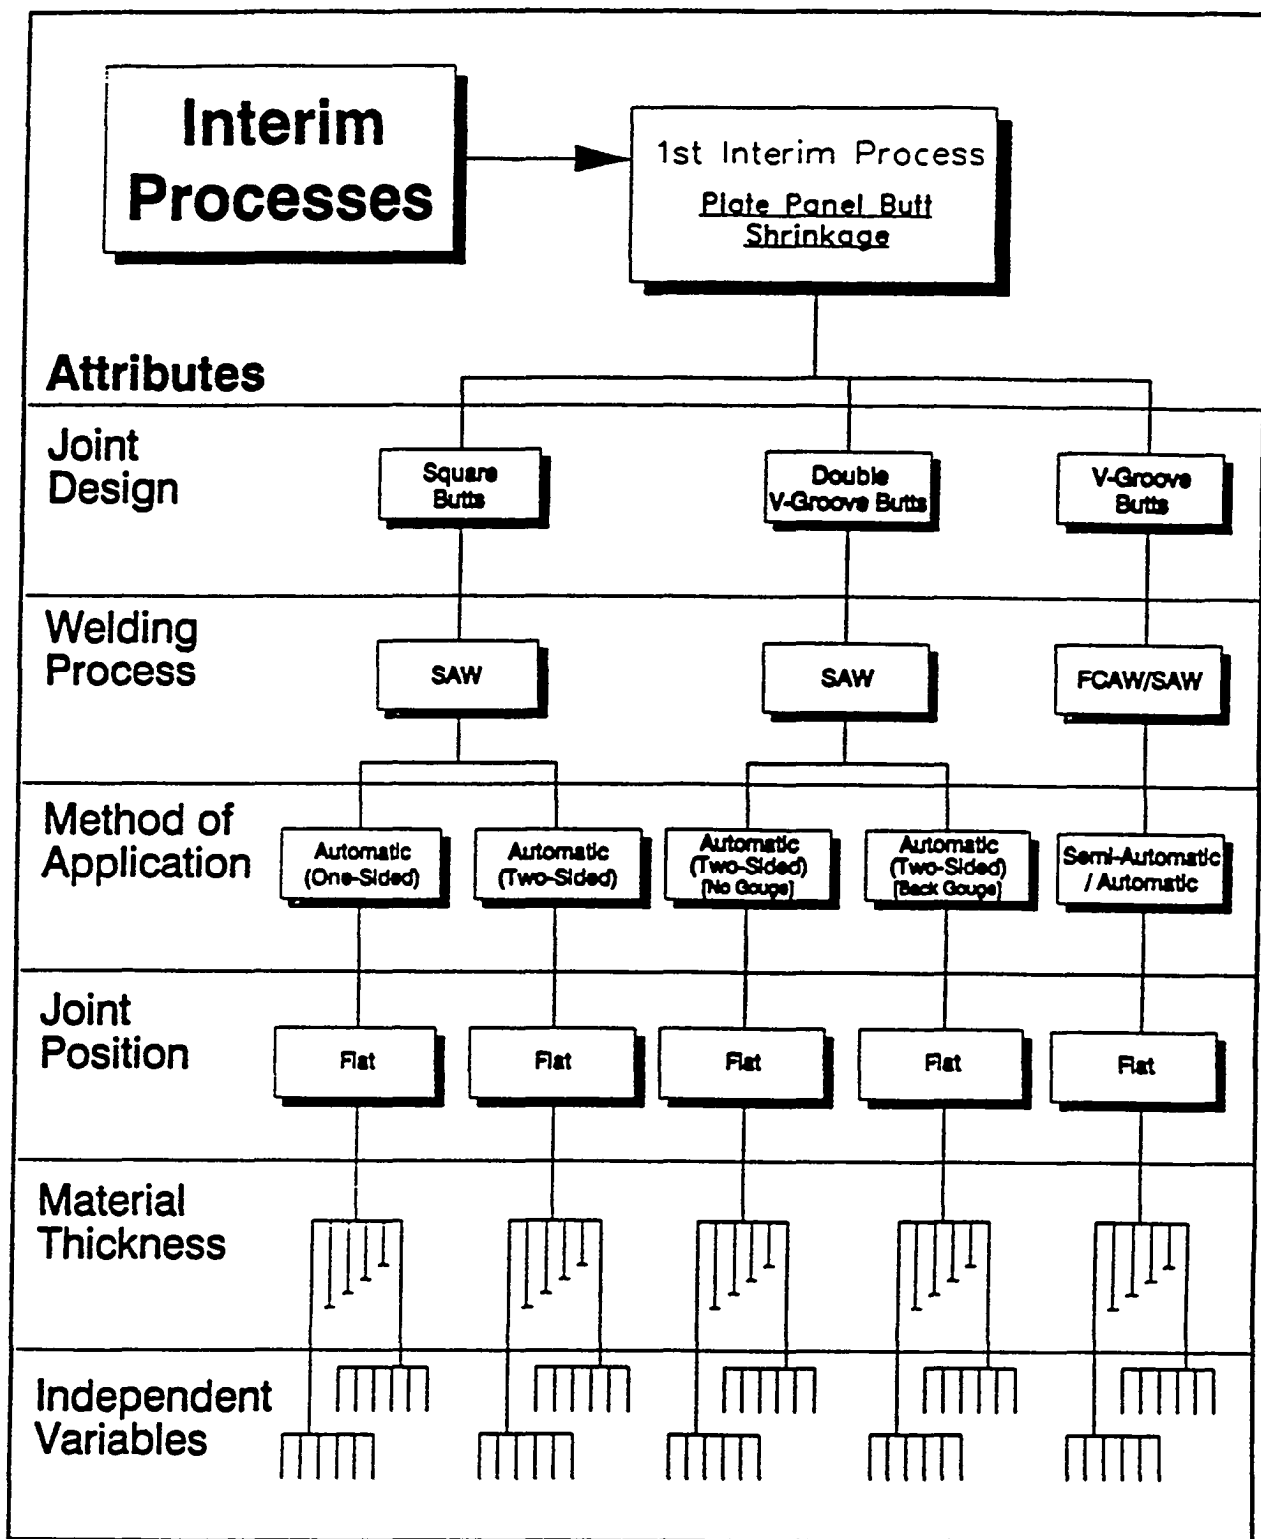 Interim
Processes
1st Interim Process
Plate Panel Butt
Shrinkage
Attributes
Joint
Design
Square
Butts
Double
V-Groove Butts
V-Groove
Butts
Welding
Process
SAW
SAW
FCAW/SAW
Method of
Application
Automatic
(One-Sided)
Automatic
(Two-Sided)
Automatic
(Two-Sided)
[No Gouge]
Automatic
(Two-Sided)
[Back Gouge]
Semi-Automatic
/ Automatic
Joint
Position
Flat
Flat
Flat
Flat
Flat
Material
Thickness
Independent
Variables